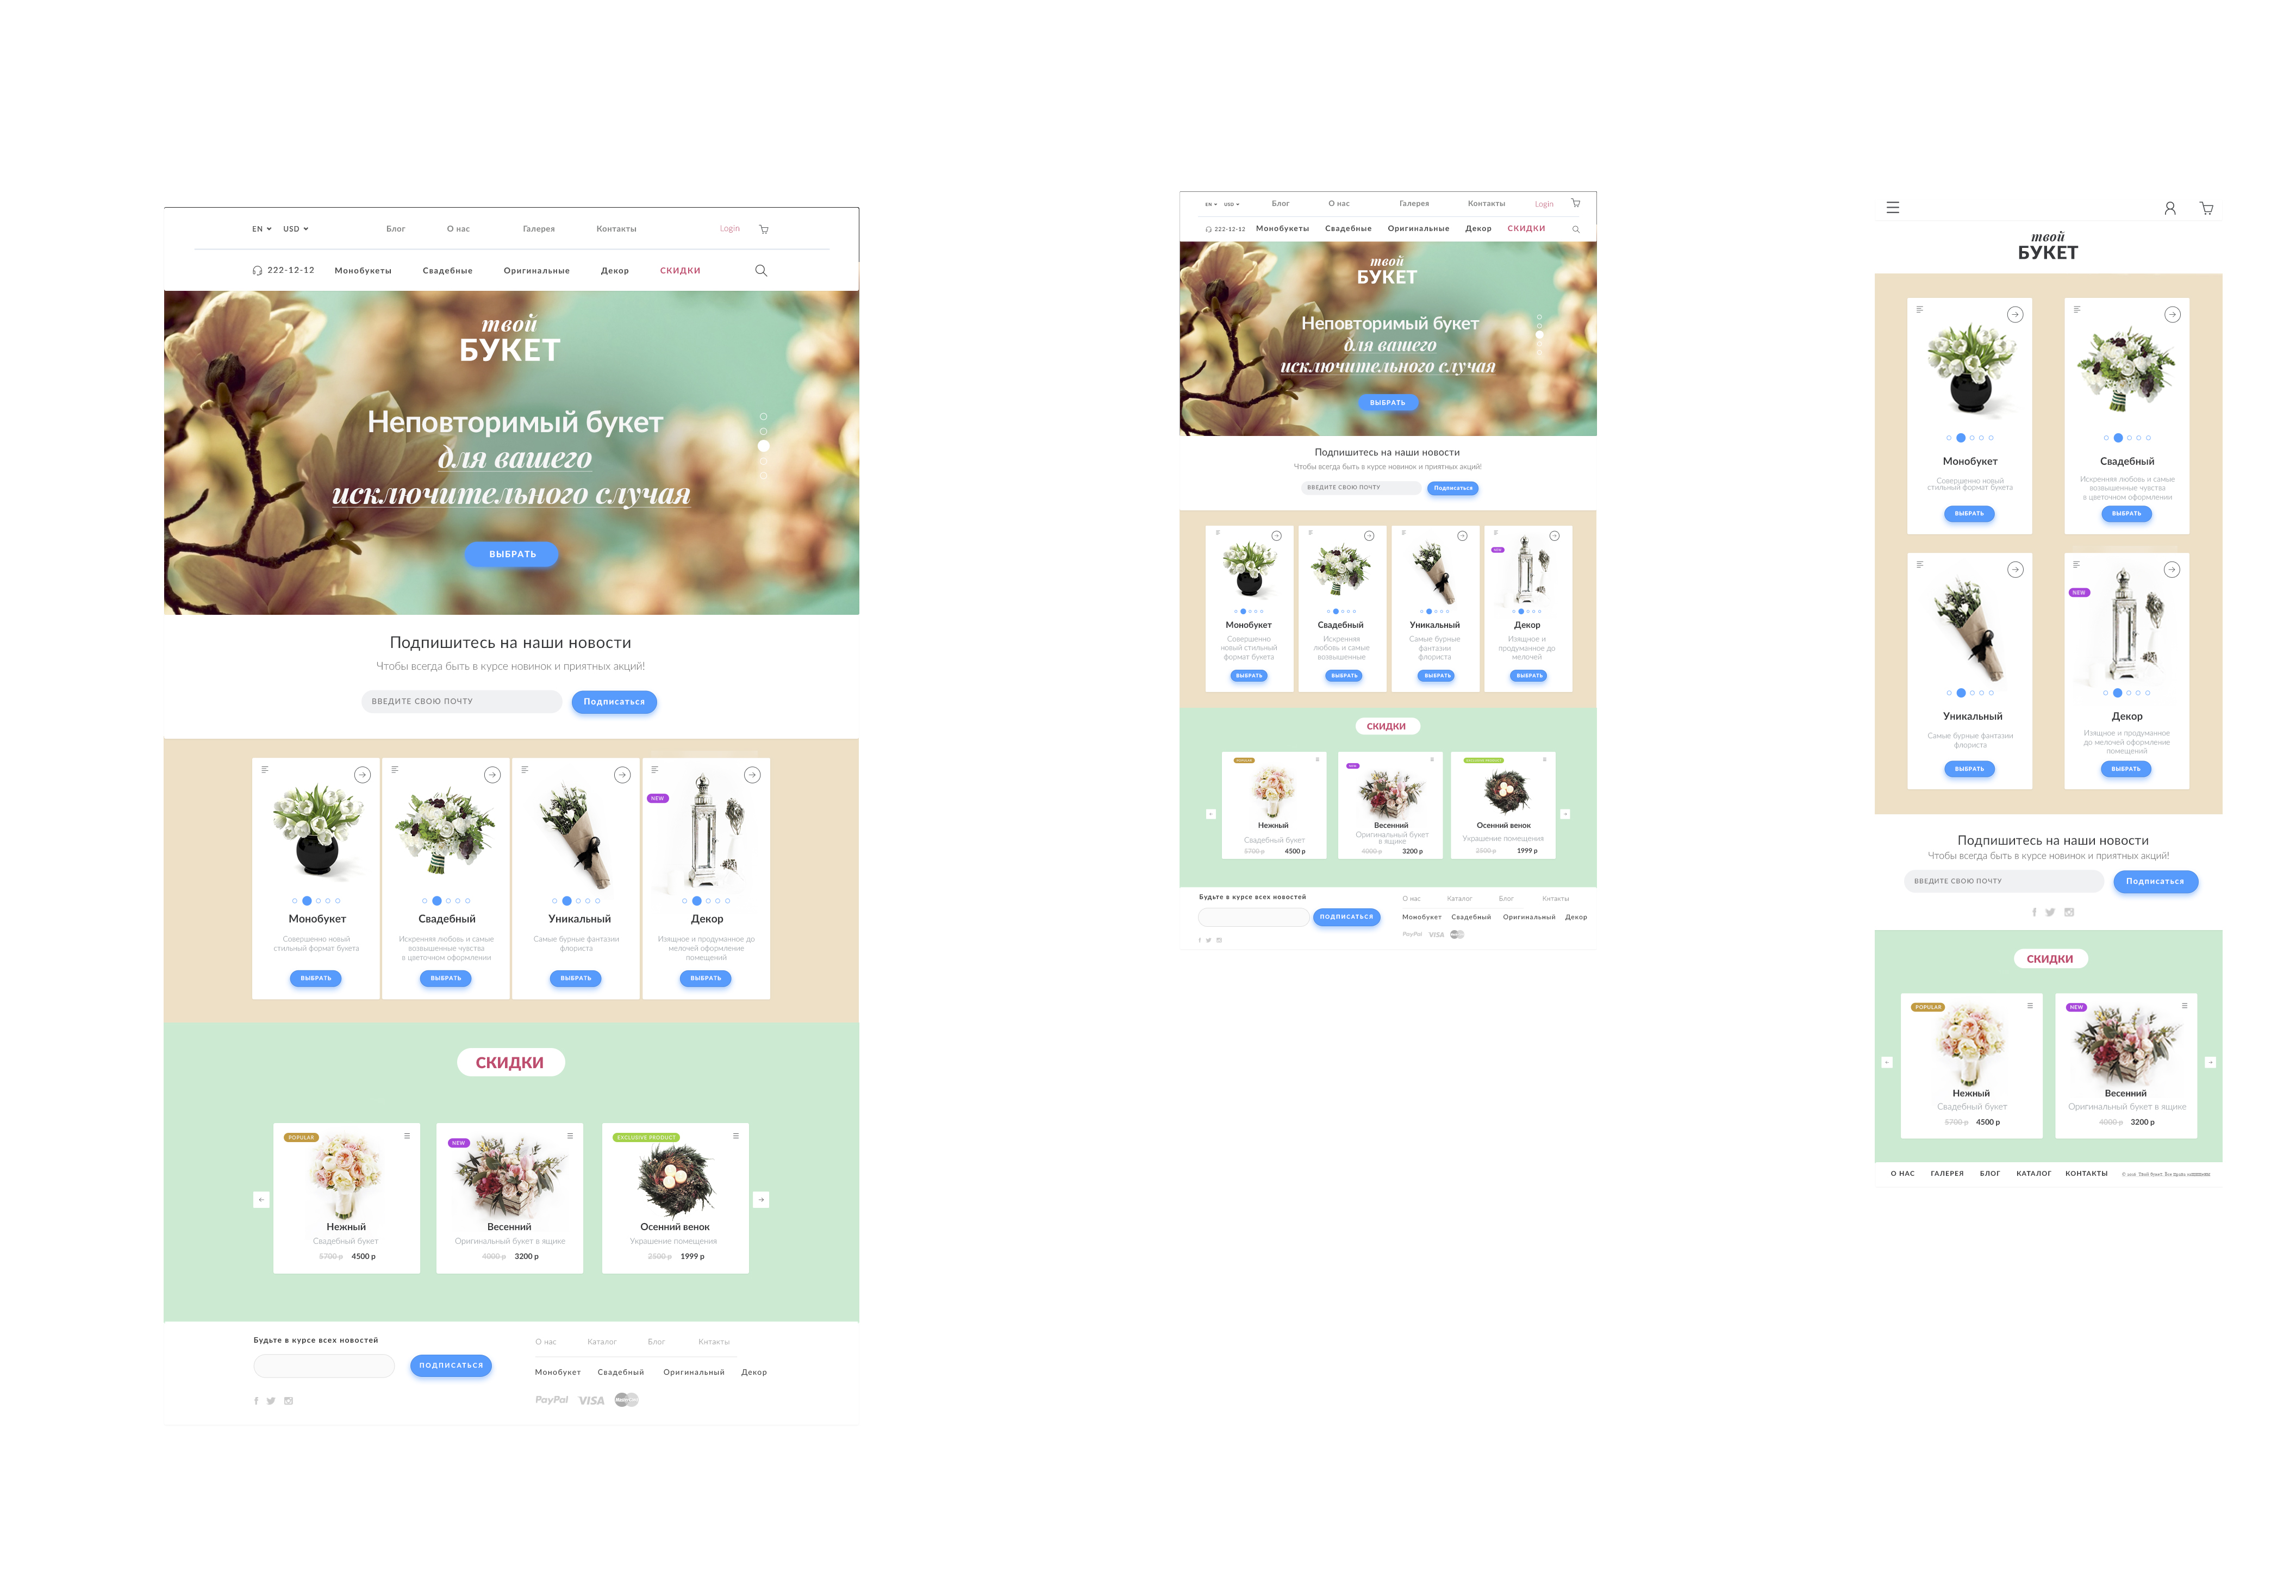 EN USD Блог О нас Галерея Контакты Login
222-12-12 Монобукеты Свадебные Оригинальные Декор СКИДКИ
твой
БУКЕТ
Неповторимый букет
для вашего
исключительного случая
ВЫБРАТЬ
Подпишитесь на наши новости
Чтобы всегда быть в курсе новинок и приятных акций!
ВВЕДИТЕ СВОЮ ПОЧТУ Подписаться
Монобукет
Совершенно новый
стильный формат букета
ВЫБРАТЬ
Свадебный
Искренняя любовь и самые
возвышенные чувства
в цветочном оформлении
ВЫБРАТЬ
Уникальный
Самые бурные фантазии
флориста
ВЫБРАТЬ
NEW
Декор
Изящное и продуманное до
мелочей оформление
помещений
ВЫБРАТЬ
СКИДКИ
POPULAR
Нежный
Свадебный букет
5700 р 4500 р
NEW
Весенний
Оригинальный букет в ящике
4000 р 3200 р
EXCLUSIVE PRODUCT
Осенний венок
Украшение помещения
2500 р 1999 р
Будьте в курсе всех новостей
ПОДПИСАТЬСЯ
О нас Каталог Блог Кнтакты
Монобукет Свадебный Оригинальный Декор
PayPal VISA MasterCard
EN USD Блог О нас Галерея Контакты Login
222-12-12 Монобукеты Свадебные Оригинальные Декор СКИДКИ
твой
БУКЕТ
Неповторимый букет
для вашего
исключительного случая
ВЫБРАТЬ
Подпишитесь на наши новости
Чтобы всегда быть в курсе новинок и приятных акций!
ВВЕДИТЕ СВОЮ ПОЧТУ Подписаться
Монобукет
Совершенно
новый стильный
формат букета
ВЫБРАТЬ
Свадебный
Искренняя
любовь и самые
возвышенные
ВЫБРАТЬ
Уникальный
Самые бурные
фантазии
флориста
ВЫБРАТЬ
NEW
Декор
Изящное и
продуманное до
мелочей
ВЫБРАТЬ
СКИДКИ
POPULAR
Нежный
Свадебный букет
5700 р 4500 р
NEW
Весенний
Оригинальный букет
в ящике
4000 р 3200 р
EXCLUSIVE PRODUCT
Осенний венок
Украшение помещения
2500 р 1999 р
Будьте в курсе всех новостей
ПОДПИСАТЬСЯ
О нас Каталог Блог Кнтакты
Монобукет Свадебный Оригинальный Декор
PayPal VISA
твой
БУКЕТ
Монобукет
Совершенно новый
стильный формат букета
ВЫБРАТЬ
Свадебный
Искренняя любовь и самые
возвышенные чувства
в цветочном оформлении
ВЫБРАТЬ
Уникальный
Самые бурные фантазии
флориста
ВЫБРАТЬ
NEW
Декор
Изящное и продуманное
до мелочей оформление
помещений
ВЫБРАТЬ
Подпишитесь на наши новости
Чтобы всегда быть в курсе новинок и приятных акций!
ВВЕДИТЕ СВОЮ ПОЧТУ Подписаться
СКИДКИ
POPULAR
Нежный
Свадебный букет
5700 р 4500 р
NEW
Весенний
Оригинальный букет в ящике
4000 р 3200 р
О НАС ГАЛЕРЕЯ БЛОГ КАТАЛОГ КОНТАКТЫ